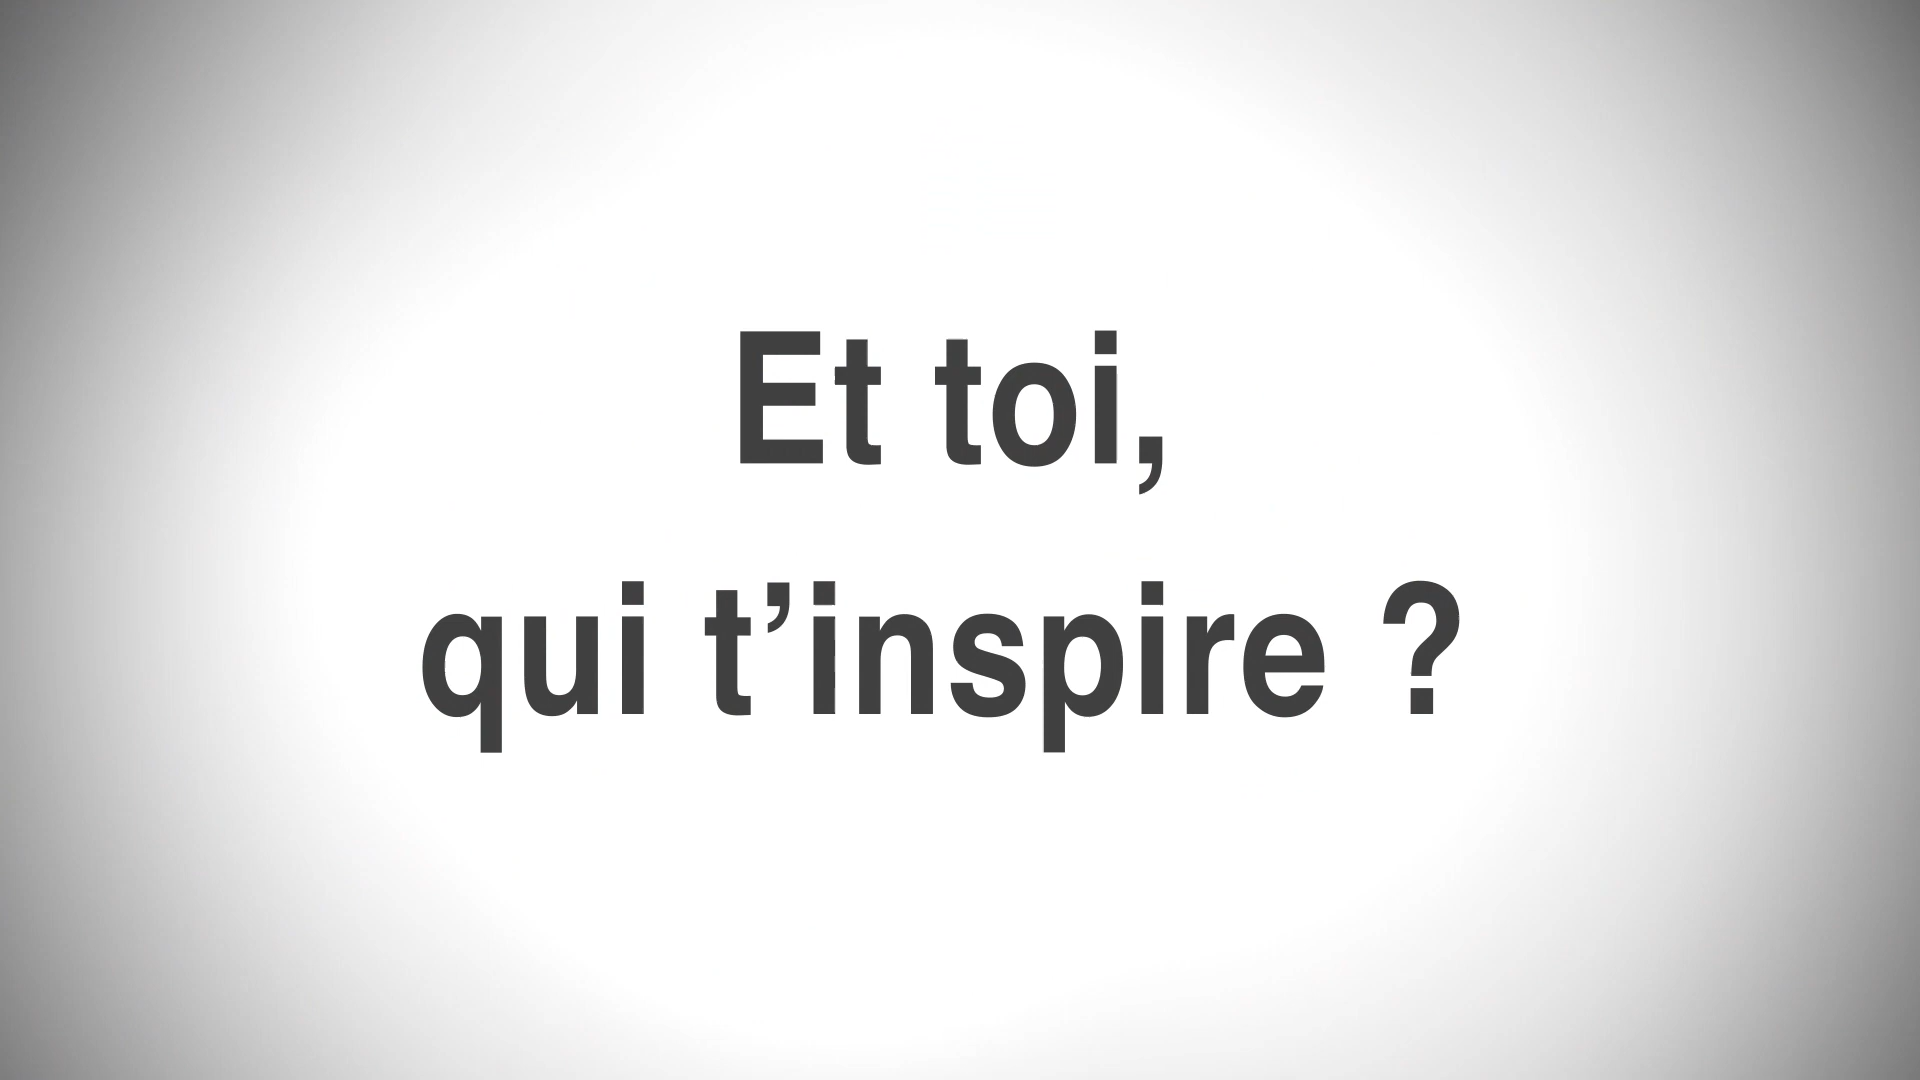 Et toi,
qui t’inspire ?